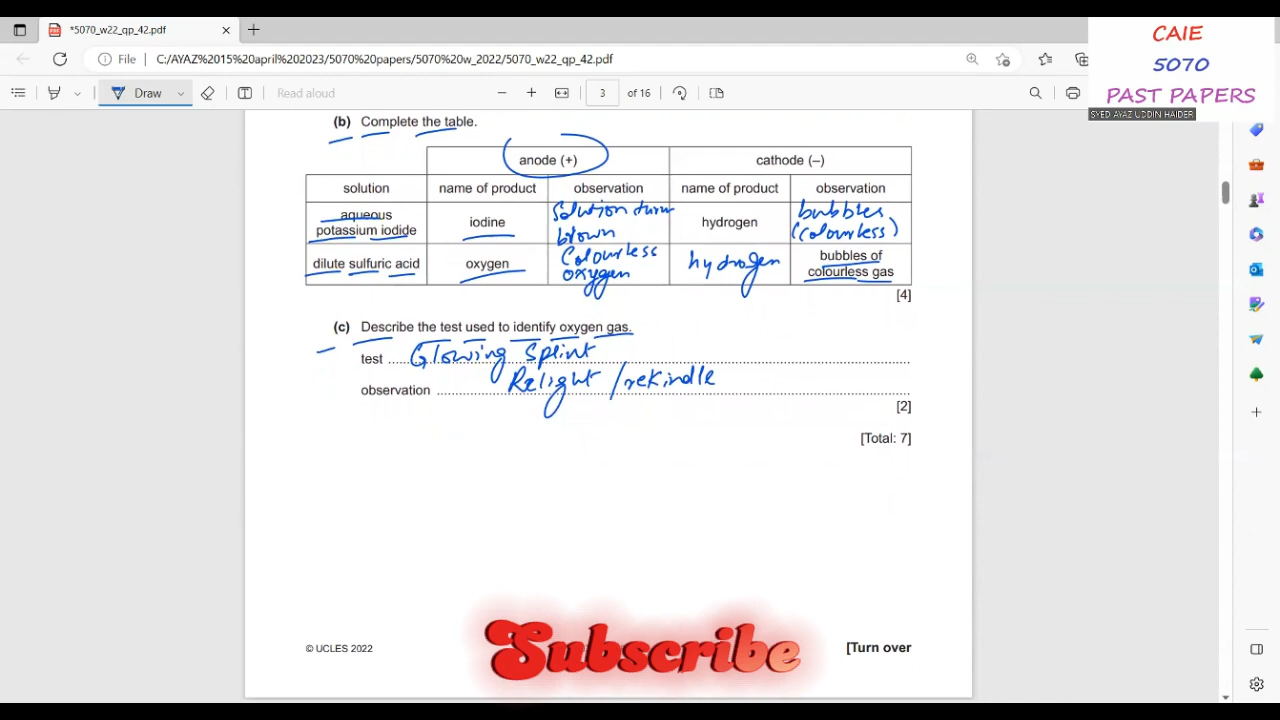 *5070_w22_qp_42.pdf
CAIE
5070
PAST PAPERS
SYED AYAZ UDDIN HAIDER
File
C:/AYAZ%2015%20april%202023/5070%20papers/5070%20w_2022/5070_w22_qp_42.pdf
Draw
Read aloud
3 of 16
(b) Complete the table.
anode (+) cathode (–)
solution name of product observation name of product observation
aqueous potassium iodide
iodine
Solution turn
brown
hydrogen
bubbles
(colourless)
dilute sulfuric acid
oxygen
Colourless
oxygen
hydrogen
bubbles of
colourless gas
[4]
(c) Describe the test used to identify oxygen gas.
test Glowing Splint
observation Relight / rekindle
[2]
[Total: 7]
Subscribe
© UCLES 2022
[Turn over